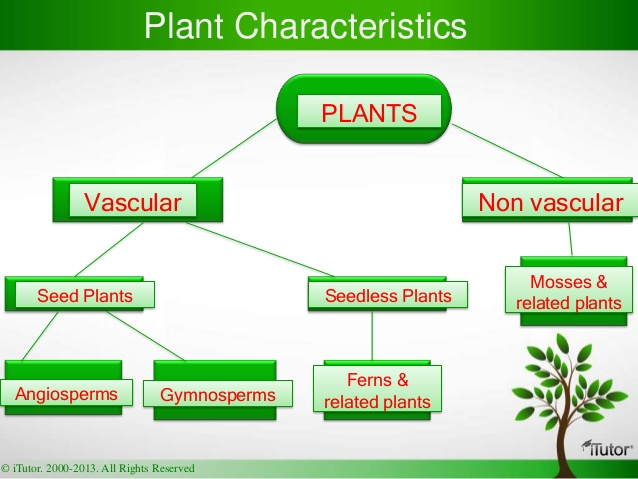 Plant Characteristics
PLANTS
Vascular
Non vascular
Seed Plants
Seedless Plants
Mosses &
related plants
Angiosperms
Gymnosperms
Ferns &
related plants
iTutor
© iTutor. 2000-2013. All Rights Reserved